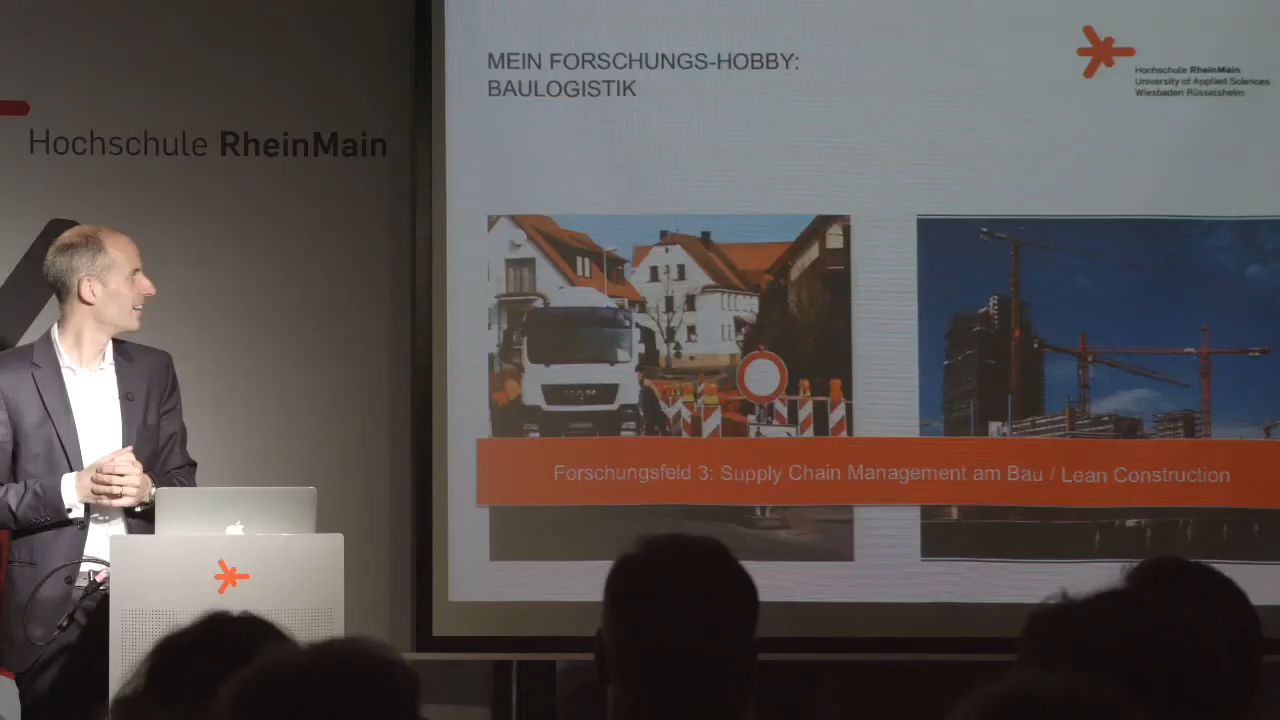 Hochschule RheinMain
MEIN FORSCHUNGS-HOBBY:
BAULOGISTIK
Hochschule RheinMain
University of Applied Sciences
Wiesbaden Rüsselsheim
MAN
Forschungsfeld 3: Supply Chain Management am Bau / Lean Construction